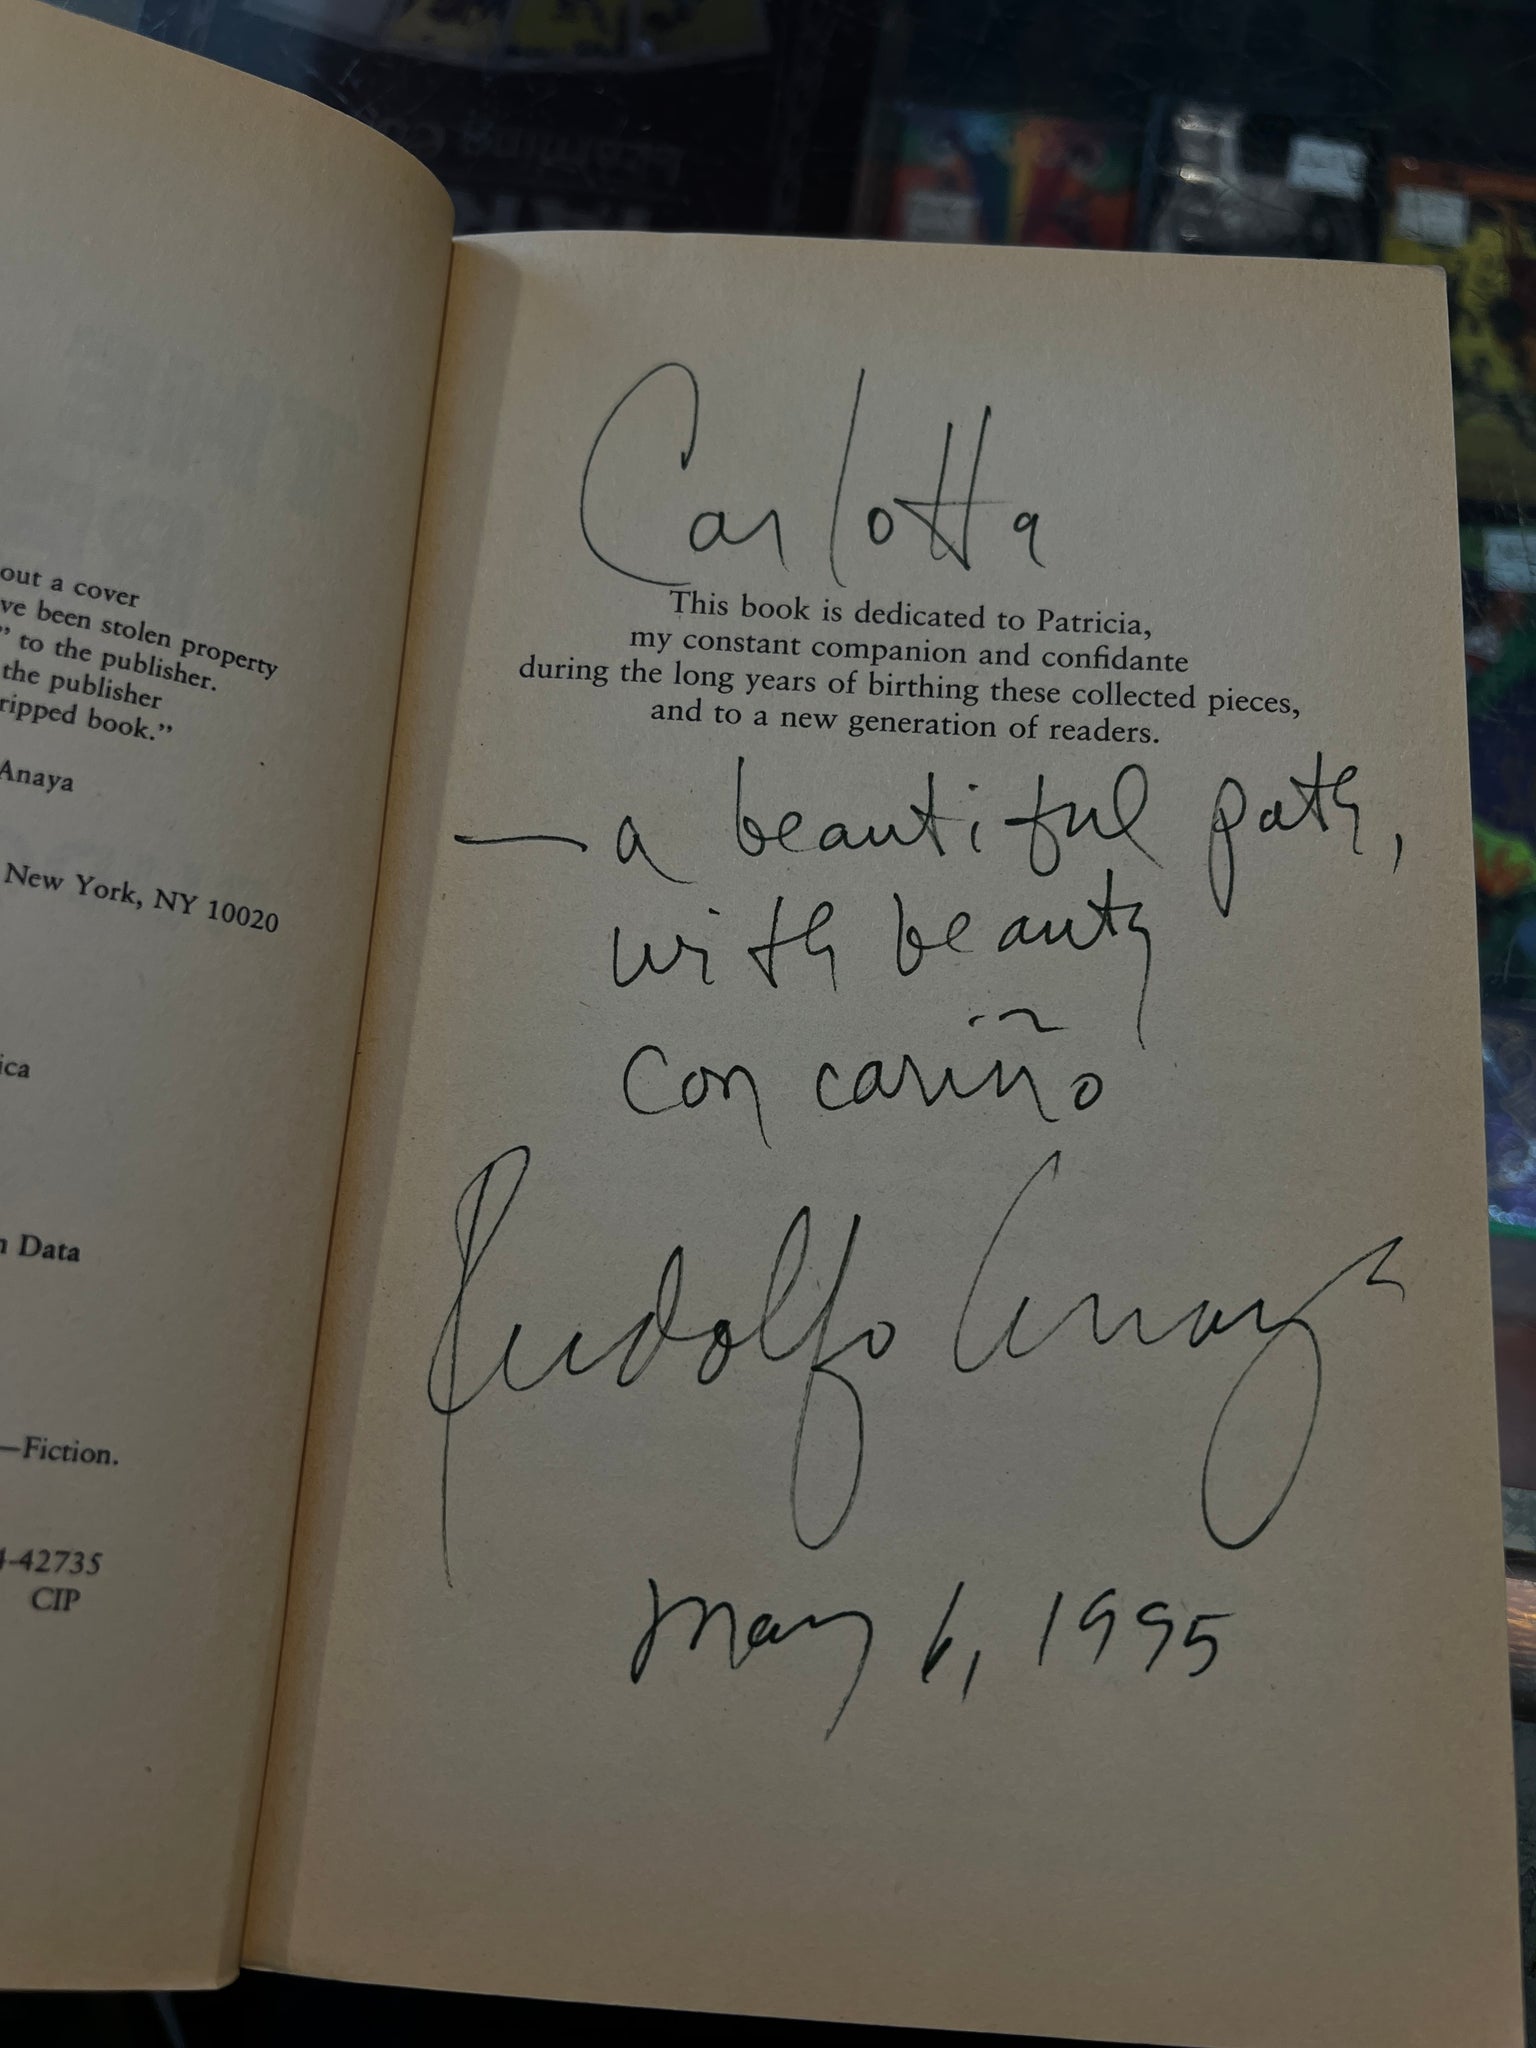 out a cover
ve been stolen property
" to the publisher.
the publisher
ripped book."
Anaya
New York, NY 10020
ica
n Data
—Fiction.
4-42735
CIP
Carlotta
This book is dedicated to Patricia,
my constant companion and confidante
during the long years of birthing these collected pieces,
and to a new generation of readers.
— a beautiful path,
with beauty
con cariño
Rudolfo Anaya
May 6, 1995